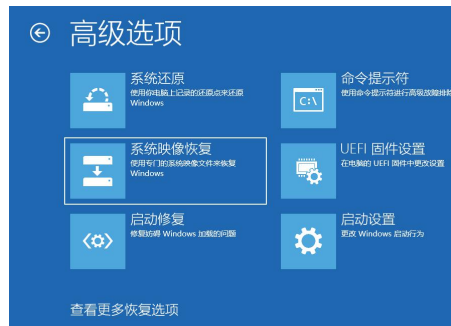 高级选项
系统还原
使用你电脑上记录的还原点来还原
Windows
命令提示符
使用命令提示符进行高级故障排除
C:\
系统映像恢复
使用专门的系统映像文件来恢复
Windows
UEFI 固件设置
在电脑的 UEFI 固件中更改设置
启动修复
修复妨碍 Windows 加载的问题
启动设置
更改 Windows 启动行为
查看更多恢复选项